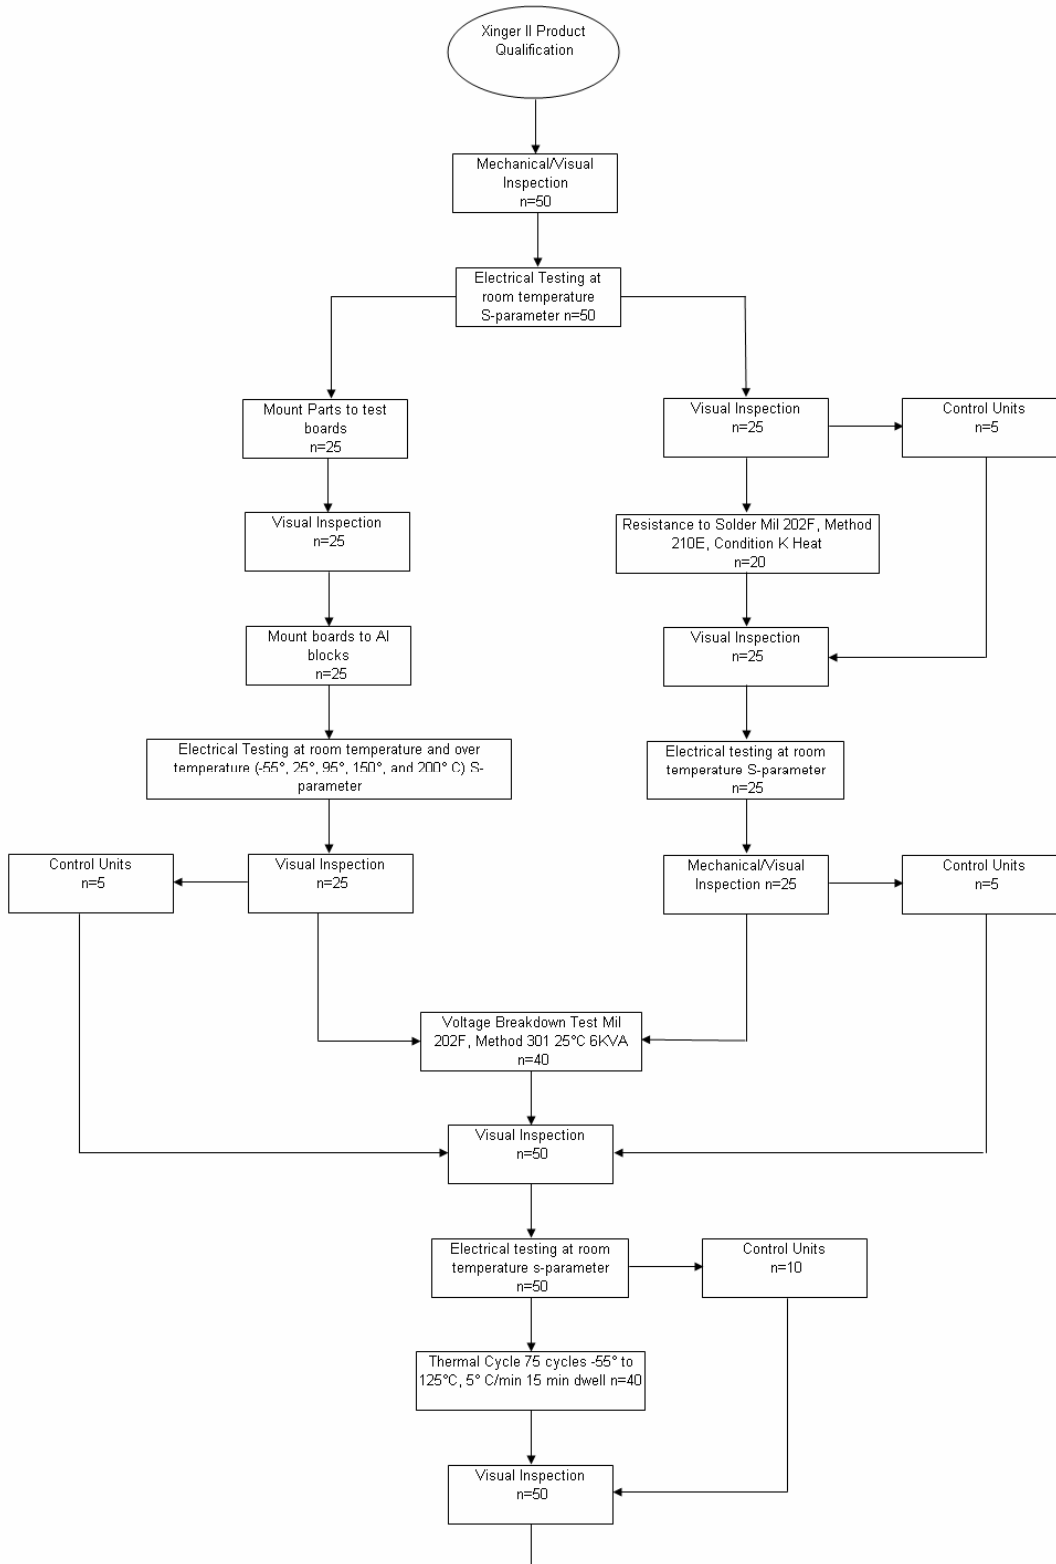 Xinger II Product
Qualification
Mechanical/Visual
Inspection
n=50
Electrical Testing at
room temperature
S-parameter n=50
Mount Parts to test
boards
n=25
Visual Inspection
n=25
Control Units
n=5
Visual Inspection
n=25
Resistance to Solder Mil 202F, Method
210E, Condition K Heat
n=20
Mount boards to Al
blocks
n=25
Visual Inspection
n=25
Electrical Testing at room temperature and over
temperature (-55°, 25°, 95°, 150°, and 200° C) S-
parameter
Electrical testing at room
temperature S-parameter
n=25
Control Units
n=5
Visual Inspection
n=25
Mechanical/Visual
Inspection n=25
Control Units
n=5
Voltage Breakdown Test Mil
202F, Method 301 25°C 6KVA
n=40
Visual Inspection
n=50
Electrical testing at room
temperature s-parameter
n=50
Control Units
n=10
Thermal Cycle 75 cycles -55° to
125°C, 5° C/min 15 min dwell n=40
Visual Inspection
n=50